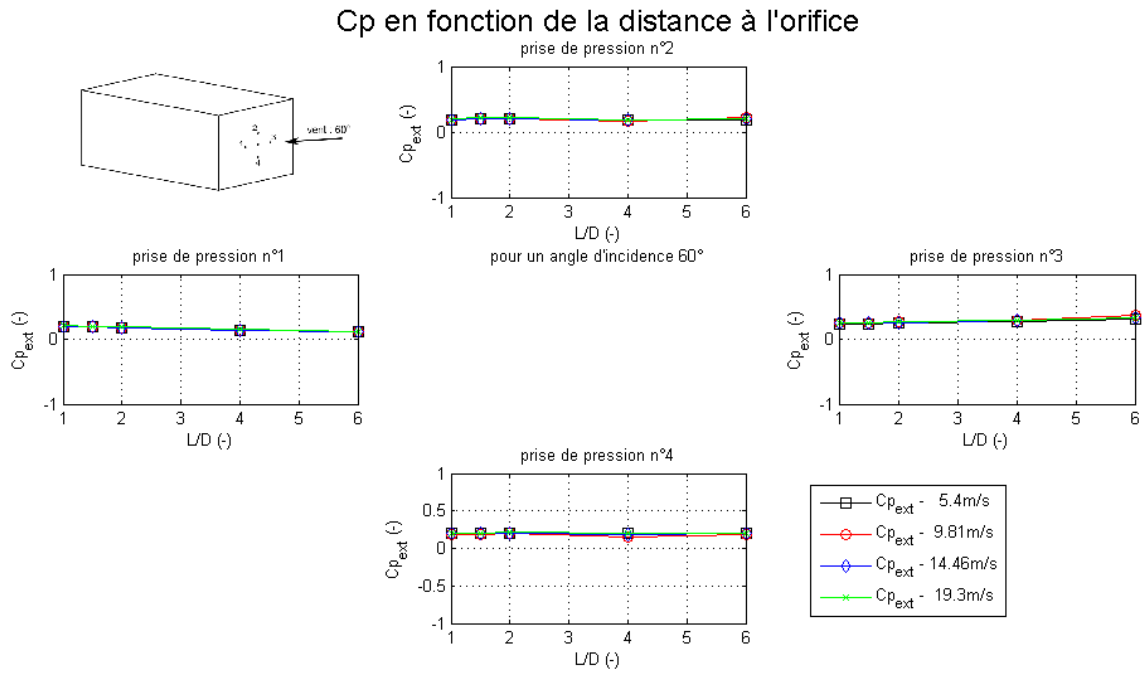 Cp en fonction de la distance à l'orifice
prise de pression n°2
1
0
-1
Cp_ext (-)
1 2 3 4 5 6
L/D (-)
2
3
1
4
vent : 60°
prise de pression n°1
1
0
-1
Cp_ext (-)
1 2 3 4 5 6
L/D (-)
pour un angle d'incidence 60°
prise de pression n°3
1
0
-1
Cp_ext (-)
1 2 3 4 5 6
L/D (-)
prise de pression n°4
1
0.5
0
-0.5
-1
Cp_ext (-)
1 2 3 4 5 6
L/D (-)
Cp_ext - 5.4m/s
Cp_ext - 9.81m/s
Cp_ext - 14.46m/s
Cp_ext - 19.3m/s